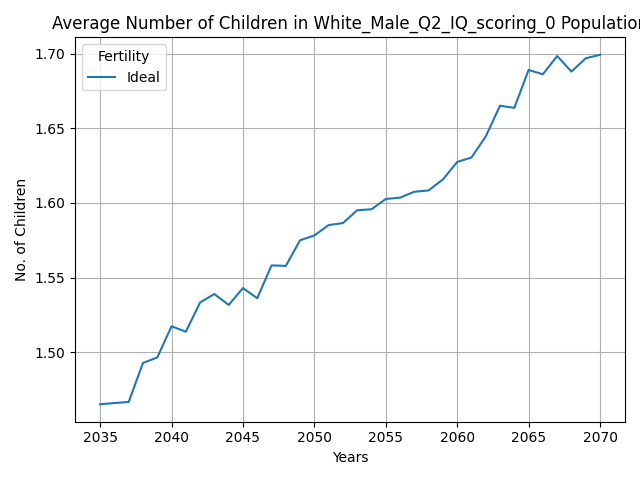 Average Number of Children in White_Male_Q2_IQ_scoring_0 Population
Fertility
Ideal
No. of Children
1.70
1.65
1.60
1.55
1.50
2035 2040 2045 2050 2055 2060 2065 2070
Years